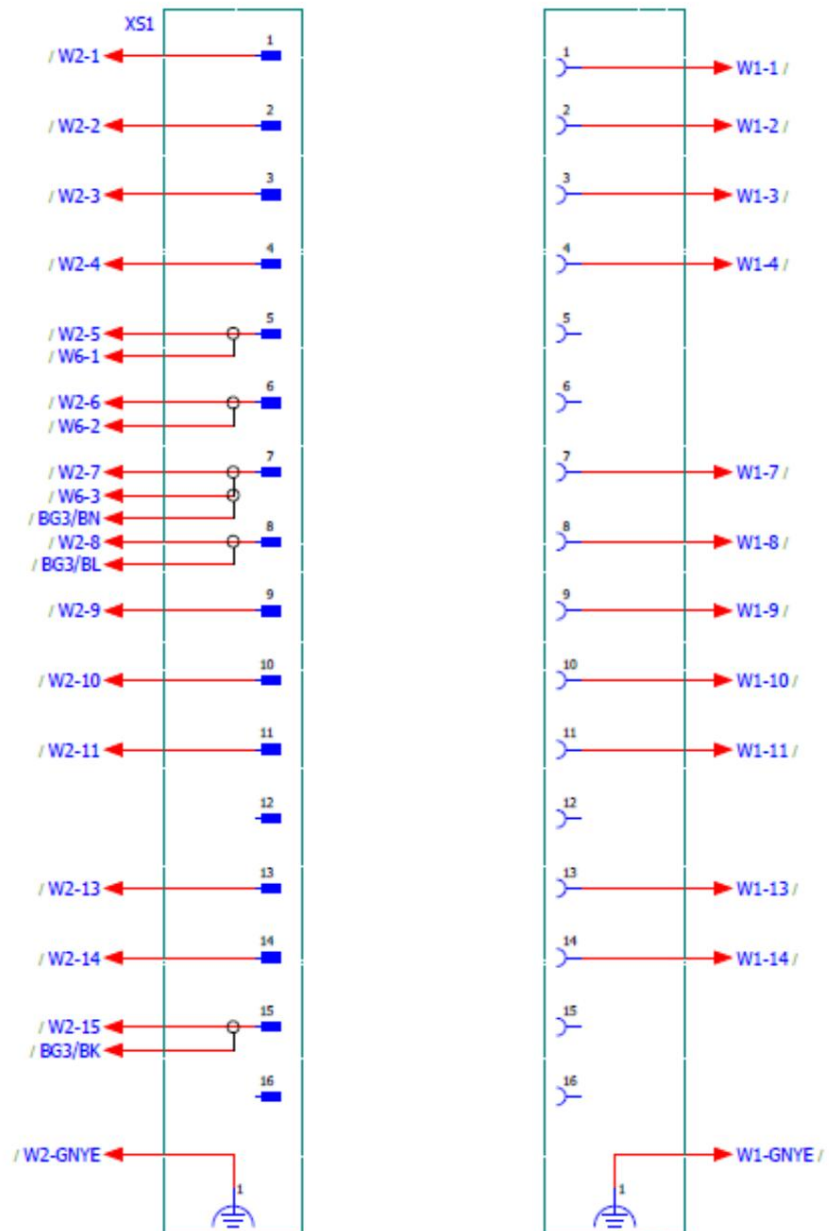 XS1
1 1
/ W2-1 W1-1 /
2 2
/ W2-2 W1-2 /
3 3
/ W2-3 W1-3 /
4 4
/ W2-4 W1-4 /
5 5
/ W2-5
/ W6-1
6 6
/ W2-6
/ W6-2
7 7
/ W2-7 W1-7 /
/ W6-3
/ BG3/BN
8 8
/ W2-8 W1-8 /
/ BG3/BL
9 9
/ W2-9 W1-9 /
10 10
/ W2-10 W1-10 /
11 11
/ W2-11 W1-11 /
12 12
13 13
/ W2-13 W1-13 /
14 14
/ W2-14 W1-14 /
15 15
/ W2-15
/ BG3/BK
16 16
/ W2-GNYE W1-GNYE /
1 1